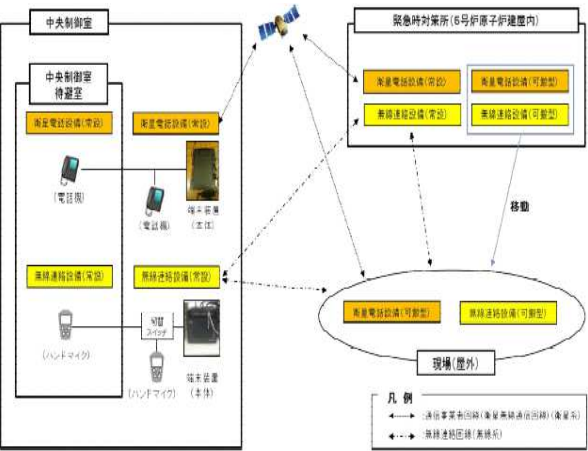 中央制御室
中央制御室
待避室
衛星電話設備(常設)
衛星電話設備(常設)
(電話機)
(電話機)
端末装置
(本体)
無線連絡設備(常設)
無線連絡設備(常設)
切替
スイッチ
(ハンドマイク)
(ハンドマイク)
端末装置
(本体)
緊急時対策所(6号炉原子炉建屋内)
衛星電話設備(常設)
衛星電話設備(可搬型)
無線連絡設備(常設)
無線連絡設備(可搬型)
移動
衛星電話設備(可搬型)
無線連絡設備(可搬型)
現場(屋外)
凡 例
:通信事業者回線(衛星無線通信回線)(衛星系)
:無線連絡回線(無線系)